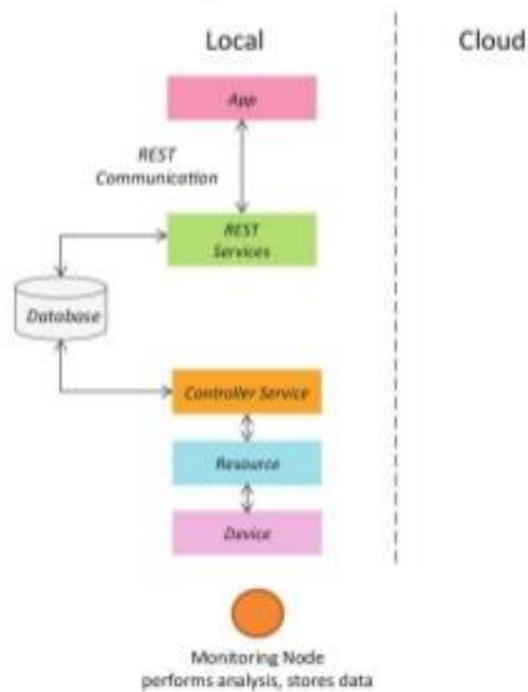 Local
Cloud
App
REST
Communication
REST
Services
Database
Controller Service
Resource
Device
Monitoring Node
performs analysis, stores data